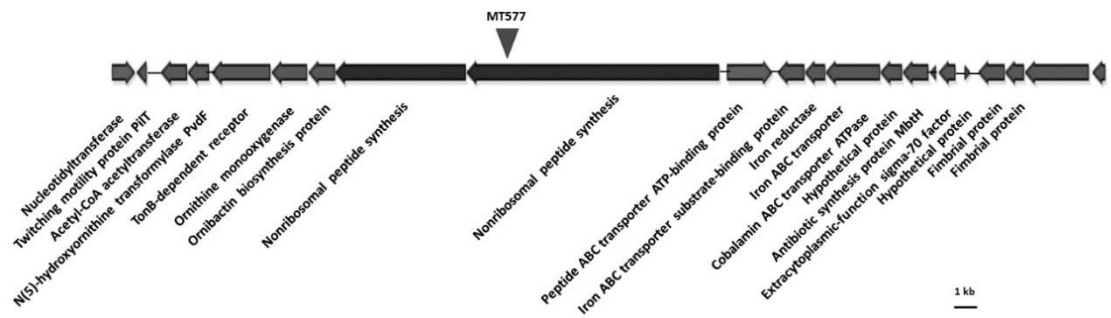 MT577
Nucleotidyltransferase
Twitching motility protein PilT
Acetyl-CoA acetyltransferase
N(5)-hydroxyornithine transformylase PvdF
TonB-dependent receptor
Ornithine monooxygenase
Ornibactin biosynthesis protein
Nonribosomal peptide synthesis
Nonribosomal peptide synthesis
Peptide ABC transporter ATP-binding protein
Iron ABC transporter substrate-binding protein
Iron reductase
Iron ABC transporter
Cobalamin ABC transporter ATPase
Hypothetical protein
Antibiotic synthesis protein MbtH
Extracytoplasmic-function sigma-70 factor
Hypothetical protein
Fimbrial protein
Fimbrial protein
1 kb